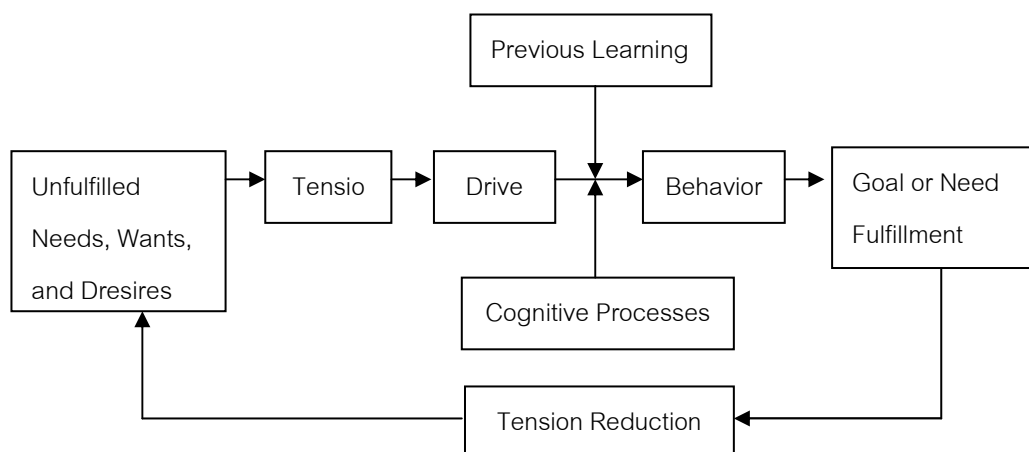 Previous Learning
Unfulfilled
Needs, Wants,
and Dresires
Tensio
Drive
Behavior
Goal or Need
Fulfillment
Cognitive Processes
Tension Reduction